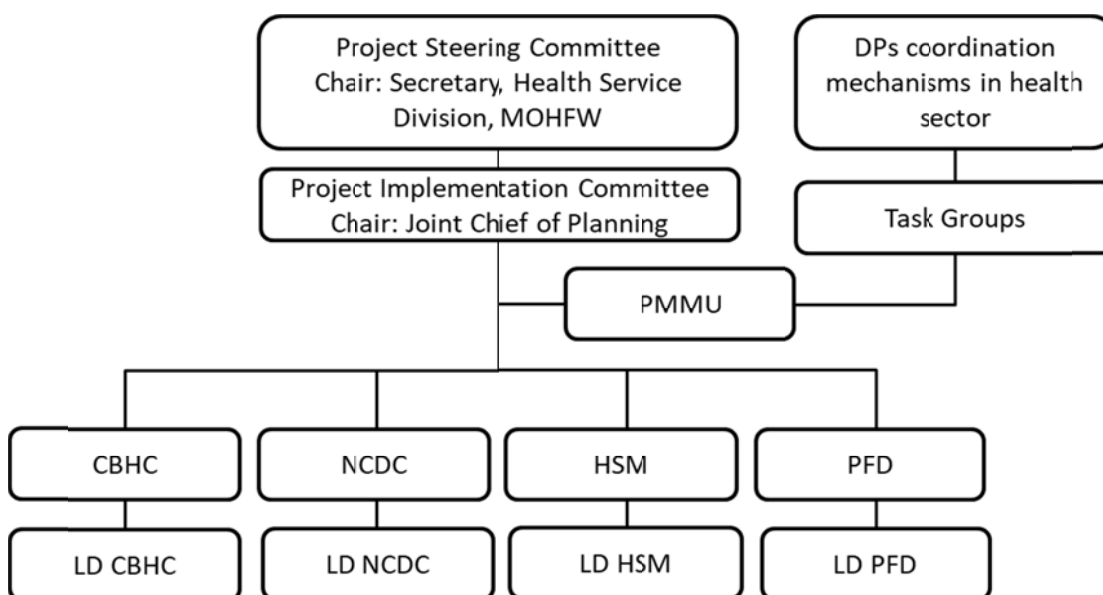 Project Steering Committee
Chair: Secretary, Health Service
Division, MOHFW
DPs coordination
mechanisms in health
sector
Project Implementation Committee
Chair: Joint Chief of Planning
Task Groups
PMMU
CBHC
NCDC
HSM
PFD
LD CBHC
LD NCDC
LD HSM
LD PFD